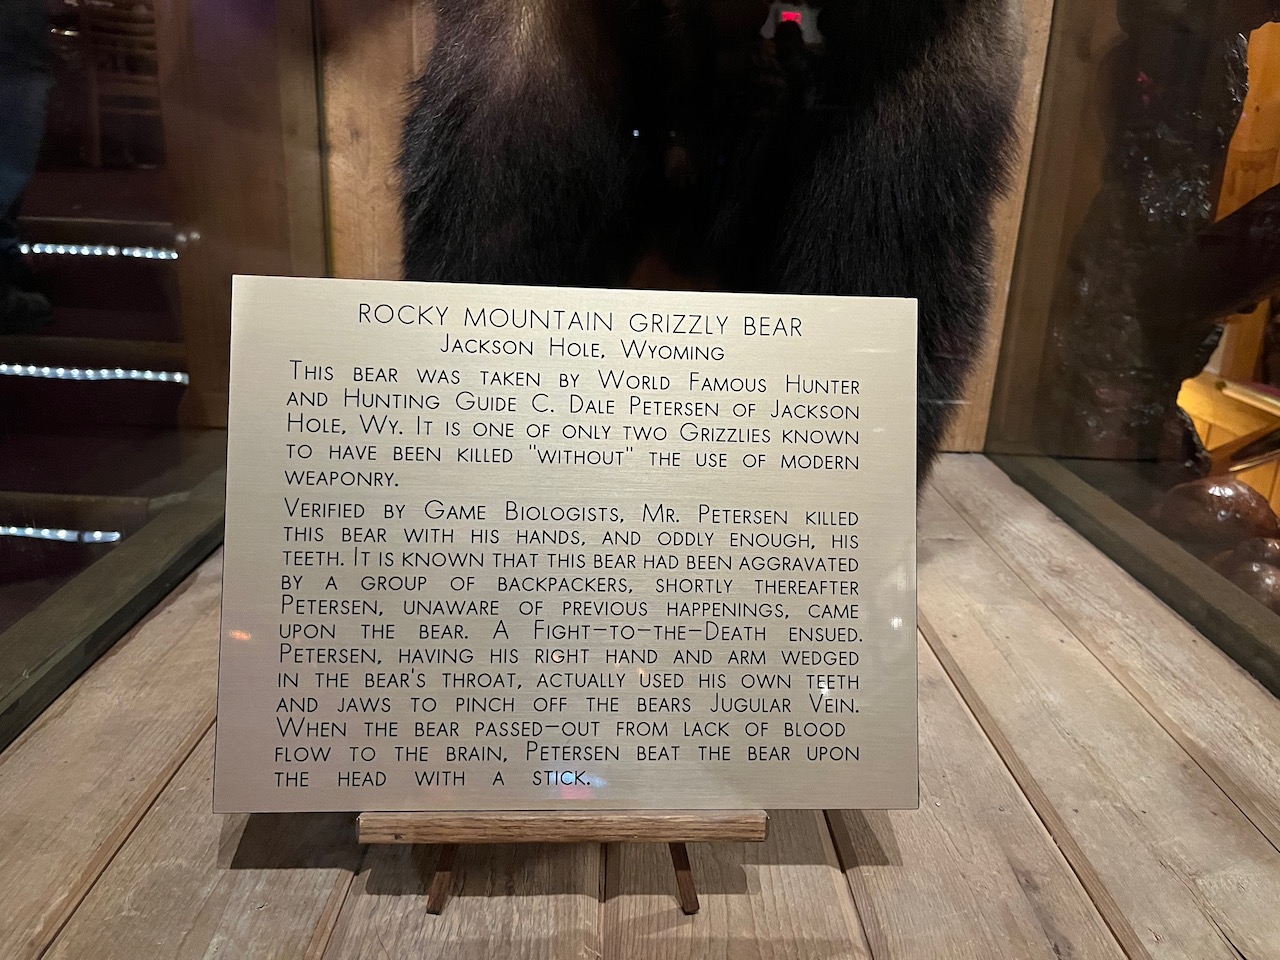 ROCKY MOUNTAIN GRIZZLY BEAR
JACKSON HOLE, WYOMING
THIS BEAR WAS TAKEN BY WORLD FAMOUS HUNTER
AND HUNTING GUIDE C. DALE PETERSEN OF JACKSON
HOLE, WY. IT IS ONE OF ONLY TWO GRIZZLIES KNOWN
TO HAVE BEEN KILLED "WITHOUT" THE USE OF MODERN
WEAPONRY.
VERIFIED BY GAME BIOLOGISTS, MR. PETERSEN KILLED
THIS BEAR WITH HIS HANDS, AND ODDLY ENOUGH, HIS
TEETH. IT IS KNOWN THAT THIS BEAR HAD BEEN AGGRAVATED
BY A GROUP OF BACKPACKERS, SHORTLY THEREAFTER
PETERSEN, UNAWARE OF PREVIOUS HAPPENINGS, CAME
UPON THE BEAR. A FIGHT-TO-THE-DEATH ENSUED.
PETERSEN, HAVING HIS RIGHT HAND AND ARM WEDGED
IN THE BEAR'S THROAT, ACTUALLY USED HIS OWN TEETH
AND JAWS TO PINCH OFF THE BEARS JUGULAR VEIN.
WHEN THE BEAR PASSED-OUT FROM LACK OF BLOOD
FLOW TO THE BRAIN, PETERSEN BEAT THE BEAR UPON
THE HEAD WITH A STICK.